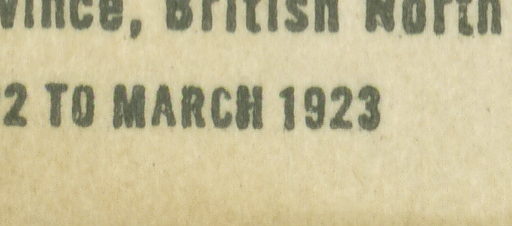 vince, British North
2 TO MARCH 1923